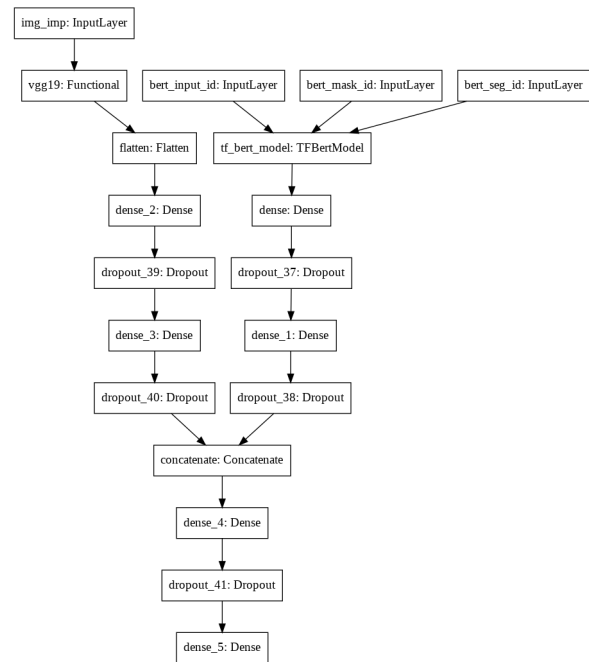 img_imp: InputLayer
vgg19: Functional
bert_input_id: InputLayer
bert_mask_id: InputLayer
bert_seg_id: InputLayer
flatten: Flatten
tf_bert_model: TFBertModel
dense_2: Dense
dense: Dense
dropout_39: Dropout
dropout_37: Dropout
dense_3: Dense
dense_1: Dense
dropout_40: Dropout
dropout_38: Dropout
concatenate: Concatenate
dense_4: Dense
dropout_41: Dropout
dense_5: Dense